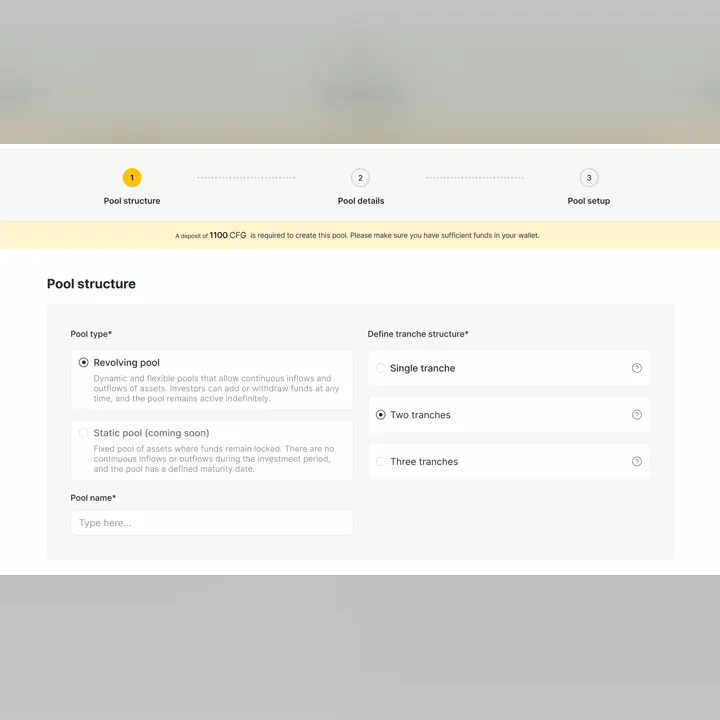 1
2
3
Pool structure
Pool details
Pool setup
A deposit of 1100 CFG is required to create this pool. Please make sure you have sufficient funds in your wallet.
Pool structure
Pool type*
Revolving pool
Dynamic and flexible pools that allow continuous inflows and
outflows of assets. Investors can add or withdraw funds at any
time, and the pool remains active indefinitely.
Static pool (coming soon)
Fixed pool of assets where funds remain locked. There are no
continuous inflows or outflows during the investment period,
and the pool has a defined maturity date.
Pool name*
Type here...
Define tranche structure*
Single tranche
?
Two tranches
?
Three tranches
?